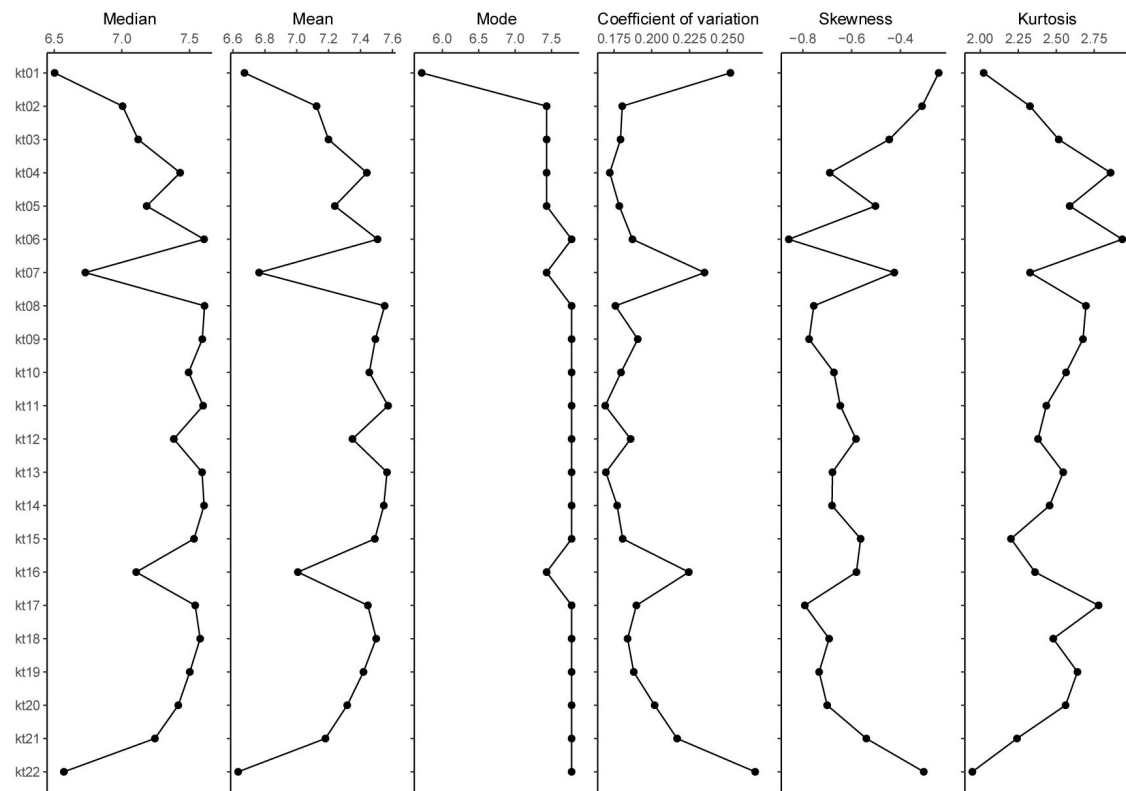 Median Mean Mode Coefficient of variation Skewness Kurtosis
6.5 7.0 7.5 6.6 6.8 7.0 7.2 7.4 7.6 6.0 6.5 7.0 7.5 0.175 0.200 0.225 0.250 −0.8 −0.6 −0.4 2.00 2.25 2.50 2.75
kt01
kt02
kt03
kt04
kt05
kt06
kt07
kt08
kt09
kt10
kt11
kt12
kt13
kt14
kt15
kt16
kt17
kt18
kt19
kt20
kt21
kt22